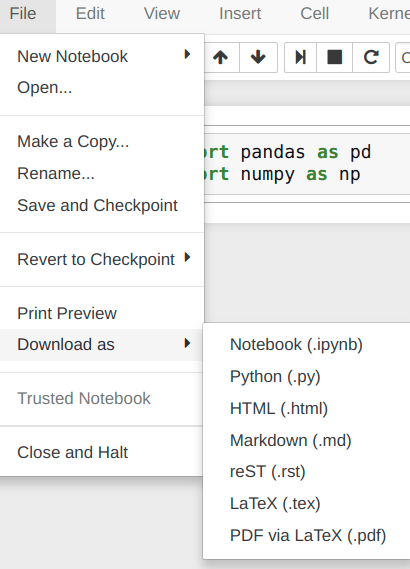 File Edit View Insert Cell Kerne
New Notebook
Open...
C
Make a Copy...
Rename...
Save and Checkpoint
ort pandas as pd
ort numpy as np
Revert to Checkpoint
Print Preview
Download as
Trusted Notebook
Close and Halt
Notebook (.ipynb)
Python (.py)
HTML (.html)
Markdown (.md)
reST (.rst)
LaTeX (.tex)
PDF via LaTeX (.pdf)